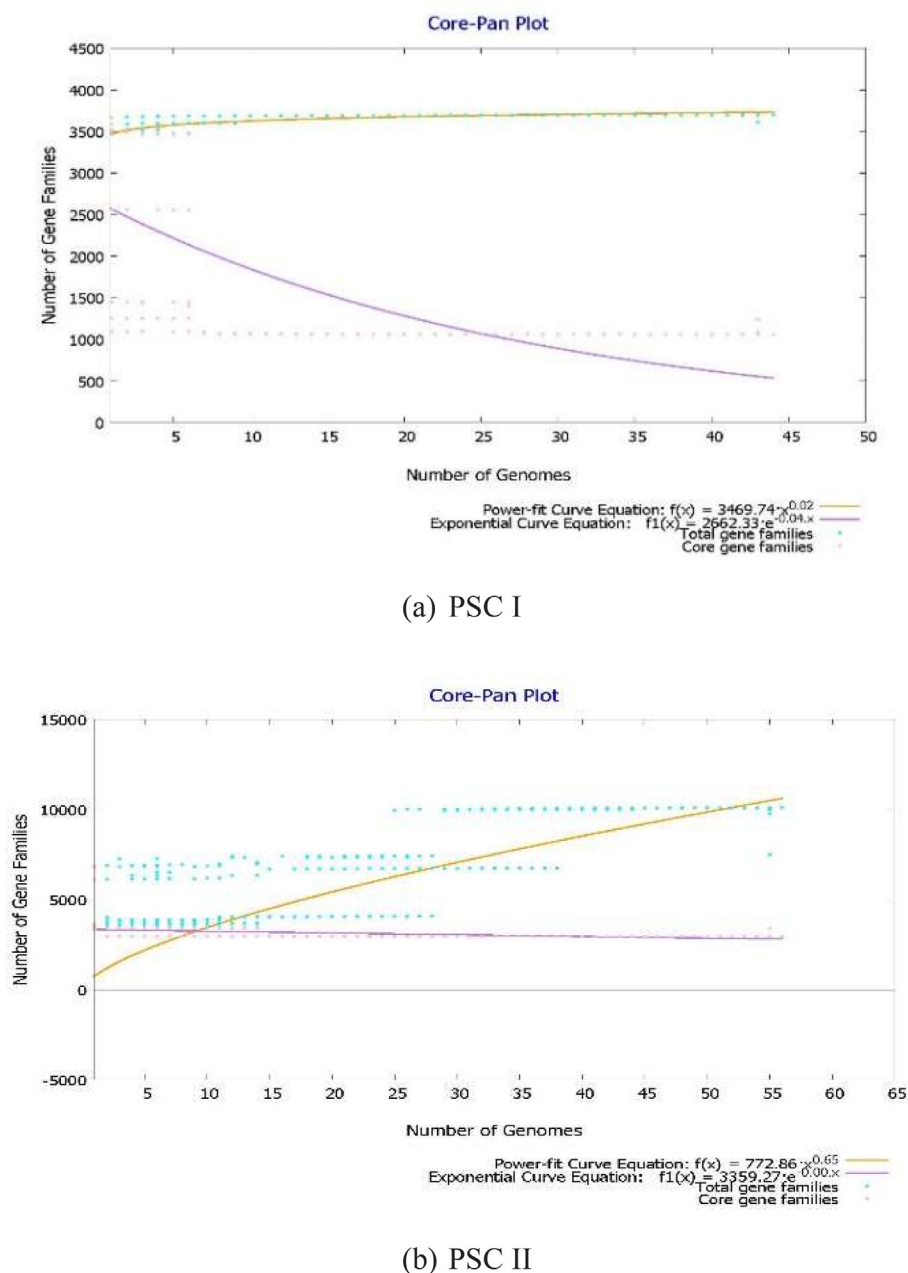 Core-Pan Plot
4500
4000
3500
3000
2500
2000
1500
1000
500
0
5 10 15 20 25 30 35 40 45 50
Number of Gene Families
Number of Genomes
Power-fit Curve Equation: f(x) = 3469.74·x^0.02
Exponential Curve Equation: f1(x) = 2662.33·e^-0.04.x
Total gene families
Core gene families
(a) PSC I
Core-Pan Plot
15000
10000
5000
0
-5000
5 10 15 20 25 30 35 40 45 50 55 60 65
Number of Gene Families
Number of Genomes
Power-fit Curve Equation: f(x) = 772.86·x^0.65
Exponential Curve Equation: f1(x) = 3359.27·e^-0.00.x
Total gene families
Core gene families
(b) PSC II